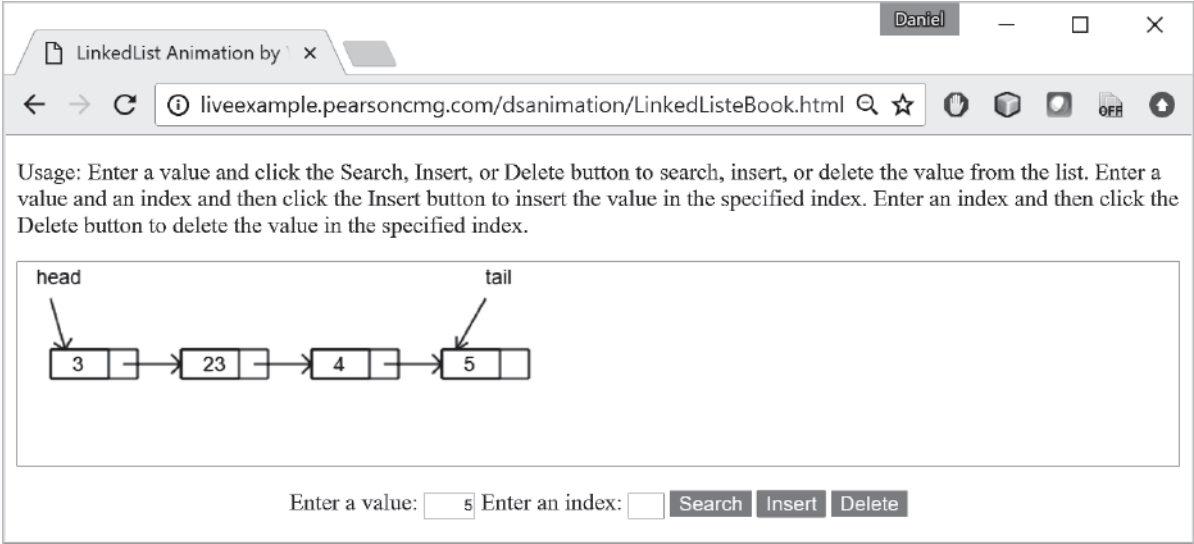 Daniel
LinkedList Animation by
liveexample.pearsoncmg.com/dsanimation/LinkedListeBook.html
OFF
Usage: Enter a value and click the Search, Insert, or Delete button to search, insert, or delete the value from the list. Enter a
value and an index and then click the Insert button to insert the value in the specified index. Enter an index and then click the
Delete button to delete the value in the specified index.
head tail
3 23 4 5
Enter a value: 5 Enter an index: Search Insert Delete